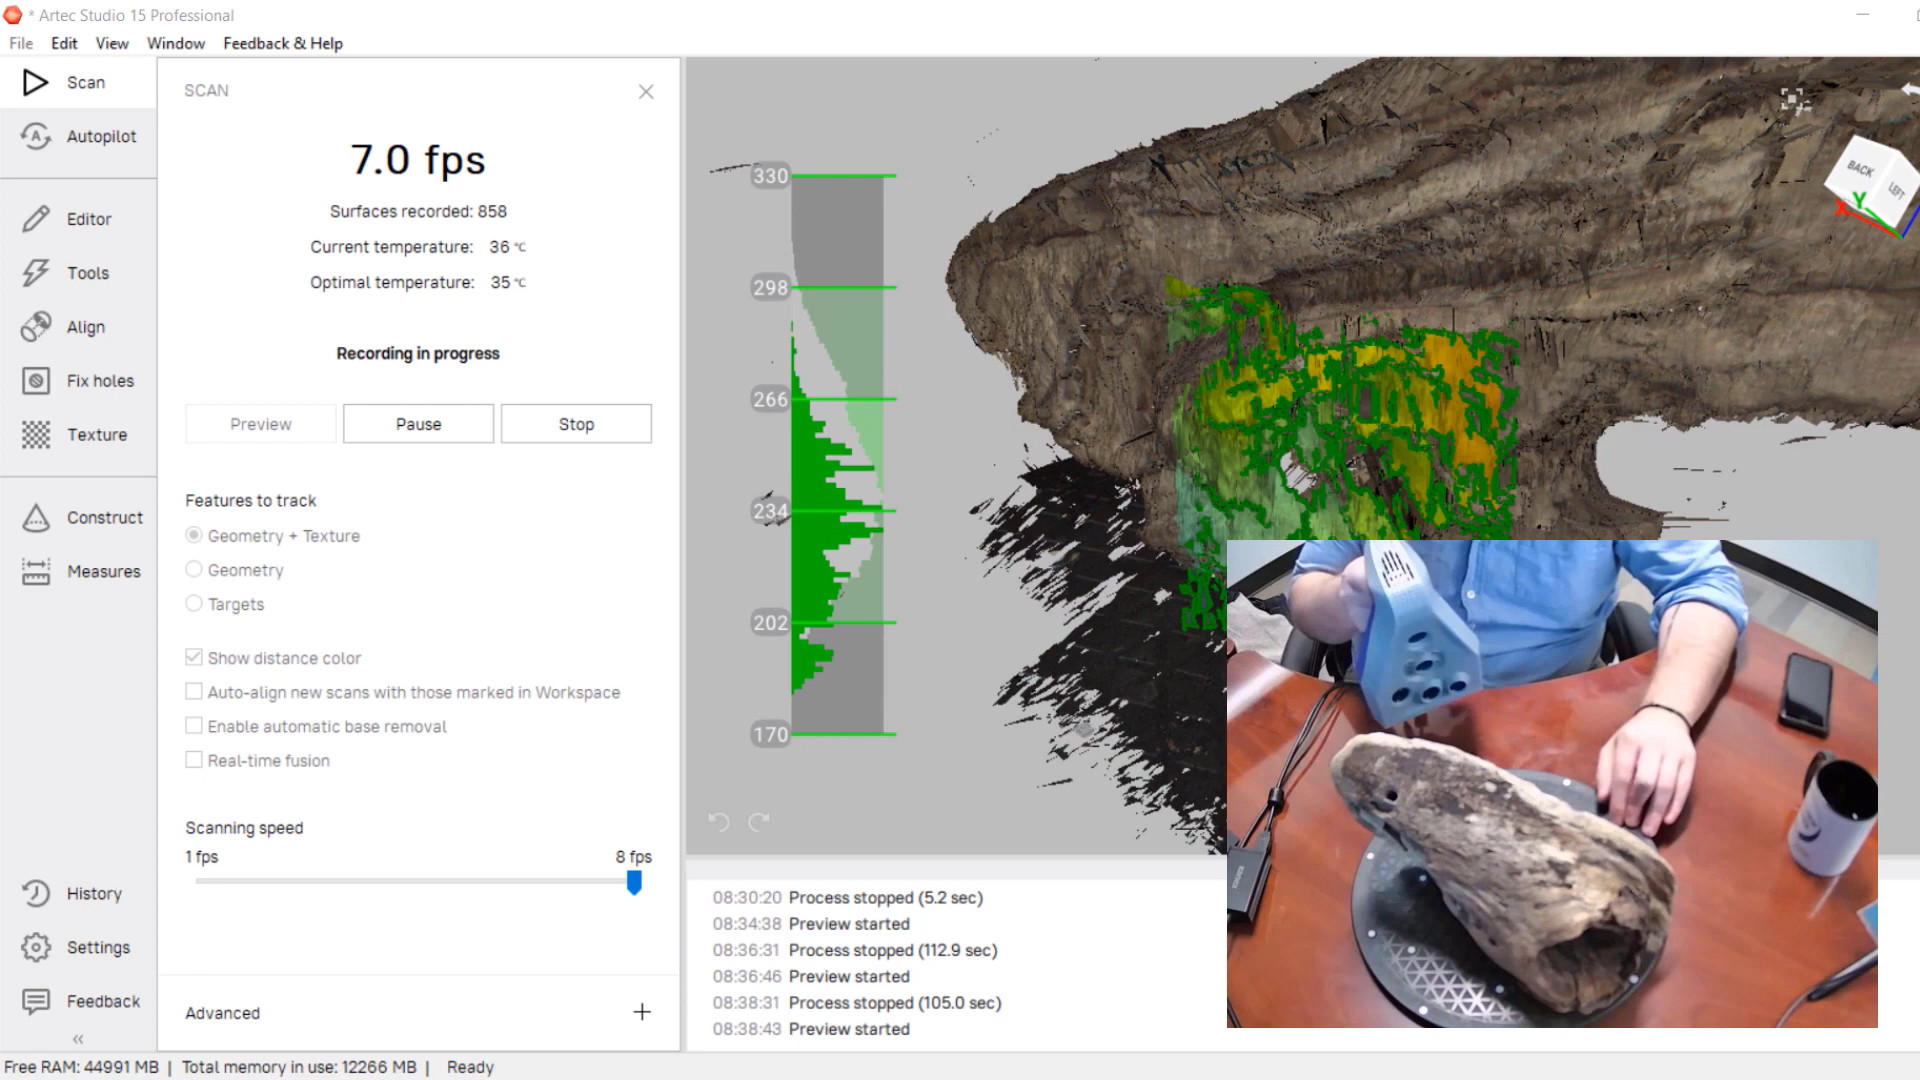 * Artec Studio 15 Professional
File Edit View Window Feedback & Help
Scan
Autopilot
Editor
Tools
Align
Fix holes
Texture
Construct
Measures
History
Settings
Feedback
SCAN
7.0 fps
Surfaces recorded: 858
Current temperature: 36 °C
Optimal temperature: 35 °C
Recording in progress
Preview Pause Stop
Features to track
Geometry + Texture
Geometry
Targets
Show distance color
Auto-align new scans with those marked in Workspace
Enable automatic base removal
Real-time fusion
Scanning speed
1 fps 8 fps
Advanced
330
298
266
234
202
170
BACK
LEFT
X
Y
08:30:20 Process stopped (5.2 sec)
08:34:38 Preview started
08:36:31 Process stopped (112.9 sec)
08:36:46 Preview started
08:38:31 Process stopped (105.0 sec)
08:38:43 Preview started
Free RAM: 44991 MB | Total memory in use: 12266 MB | Ready